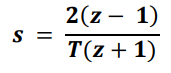 s = 2(z − 1) / T(z + 1)